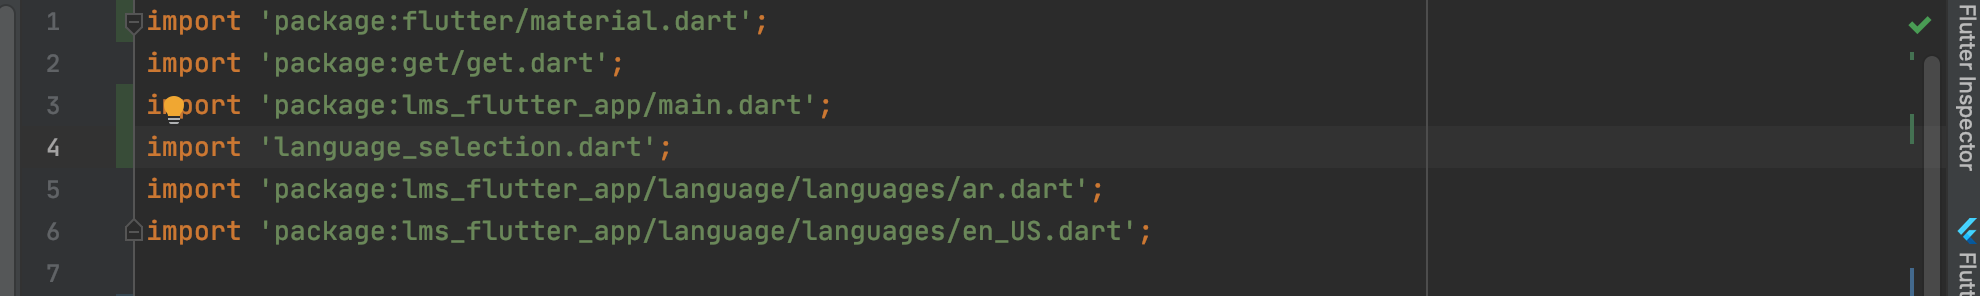 1 import 'package:flutter/material.dart';
2 import 'package:get/get.dart';
3 import 'package:lms_flutter_app/main.dart';
4 import 'language_selection.dart';
5 import 'package:lms_flutter_app/language/languages/ar.dart';
6 import 'package:lms_flutter_app/language/languages/en_US.dart';
7
Flutter Inspector
Flutt